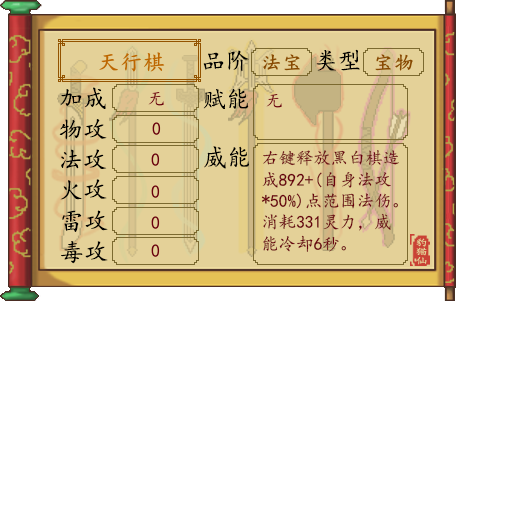 天行棋 品阶 法宝 类型 宝物
加成 无 赋能 无
物攻 0
法攻 0 威能 右键释放黑白棋造
成892+(自身法攻
*50%)点范围法伤。
火攻 0
雷攻 0 消耗331灵力，威
毒攻 0 能冷却6秒。
豹猫仙